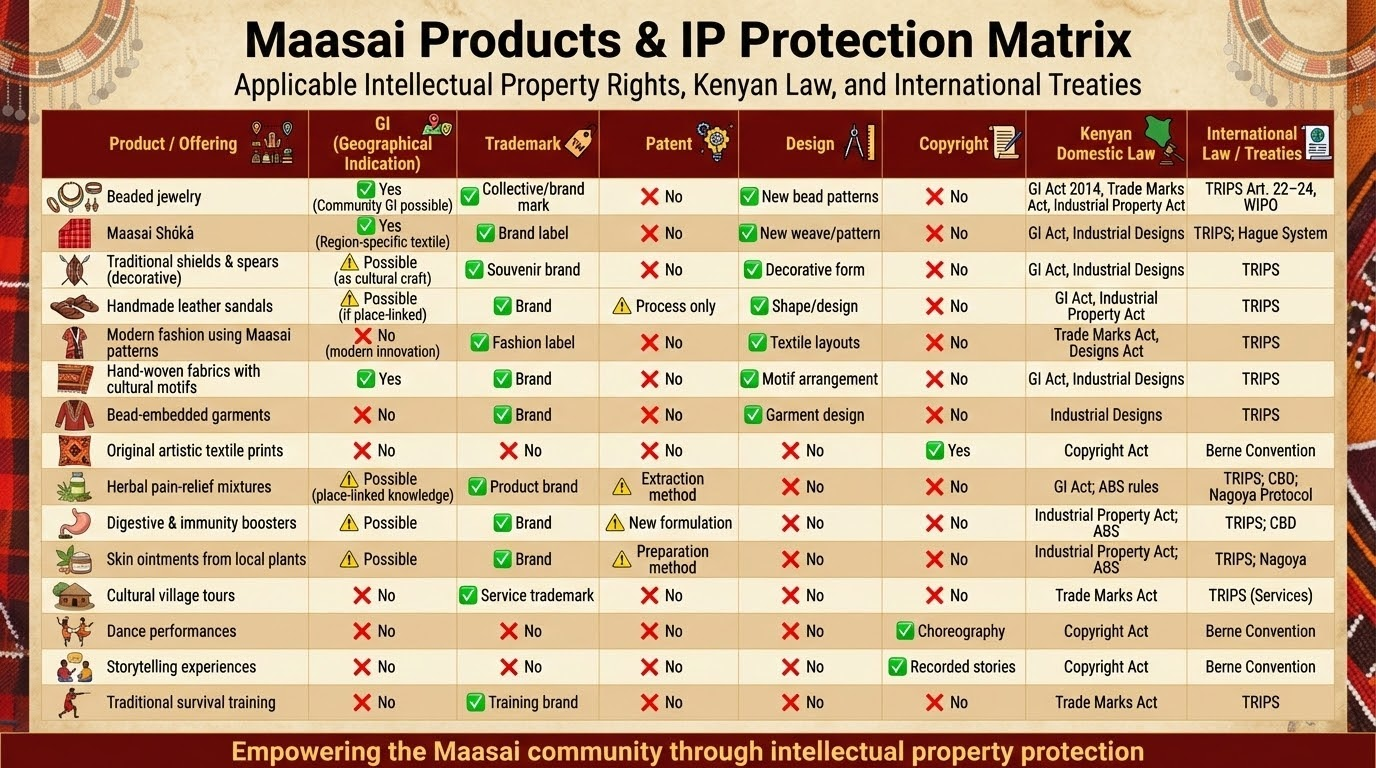 Maasai Products & IP Protection Matrix
Applicable Intellectual Property Rights, Kenyan Law, and International Treaties
Product / Offering | GI (Geographical Indication) | Trademark | Patent | Design | Copyright | Kenyan Domestic Law | International Law / Treaties
Beaded jewelry | ✅ Yes (Community GI possible) | ✅ Collective/brand mark | ❌ No | ✅ New bead patterns | ❌ No | GI Act 2014, Trade Marks Act, Industrial Property Act | TRIPS Art. 22–24, WIPO
Maasai Shóká | ✅ Yes (Region-specific textile) | ✅ Brand label | ❌ No | ✅ New weave/pattern | ❌ No | GI Act, Industrial Designs | TRIPS; Hague System
Traditional shields & spears (decorative) | ⚠ Possible (as cultural craft) | ✅ Souvenir brand | ❌ No | ✅ Decorative form | ❌ No | GI Act, Industrial Designs | TRIPS
Handmade leather sandals | ⚠ Possible (if place-linked) | ✅ Brand | ⚠ Process only | ✅ Shape/design | ❌ No | GI Act, Industrial Property Act | TRIPS
Modern fashion using Maasai patterns | ❌ No (modern innovation) | ✅ Fashion label | ❌ No | ✅ Textile layouts | ❌ No | Trade Marks Act, Designs Act | TRIPS
Hand-woven fabrics with cultural motifs | ✅ Yes | ✅ Brand | ❌ No | ✅ Motif arrangement | ❌ No | GI Act, Industrial Designs | TRIPS
Bead-embedded garments | ❌ No | ✅ Brand | ❌ No | ✅ Garment design | ❌ No | Industrial Designs | TRIPS
Original artistic textile prints | ❌ No | ❌ No | ❌ No | ❌ No | ✅ Yes | Copyright Act | Berne Convention
Herbal pain-relief mixtures | ⚠ Possible (place-linked knowledge) | ✅ Product brand | ⚠ Extraction method | ❌ No | ❌ No | GI Act; ABS rules | TRIPS; CBD; Nagoya Protocol
Digestive & immunity boosters | ⚠ Possible | ✅ Brand | ⚠ New formulation | ❌ No | ❌ No | Industrial Property Act; ABS | TRIPS; CBD
Skin ointments from local plants | ⚠ Possible | ✅ Brand | ⚠ Preparation method | ❌ No | ❌ No | Industrial Property Act; A8S | TRIPS; Nagoya
Cultural village tours | ❌ No | ✅ Service trademark | ❌ No | ❌ No | ❌ No | Trade Marks Act | TRIPS (Services)
Dance performances | ❌ No | ❌ No | ❌ No | ❌ No | ✅ Choreography | Copyright Act | Berne Convention
Storytelling experiences | ❌ No | ❌ No | ❌ No | ❌ No | ✅ Recorded stories | Copyright Act | Berne Convention
Traditional survival training | ❌ No | ✅ Training brand | ❌ No | ❌ No | ❌ No | Trade Marks Act | TRIPS
Empowering the Maasai community through intellectual property protection